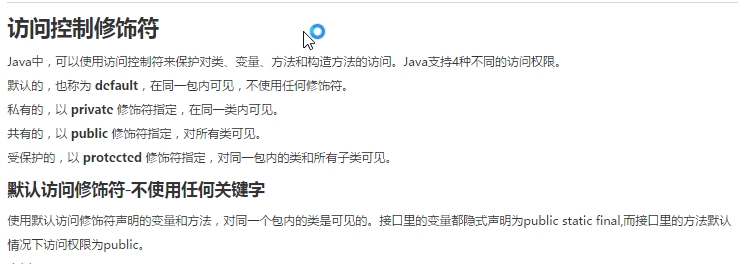 访问控制修饰符
Java中，可以使用访问控制符来保护对类、变量、方法和构造方法的访问。Java支持4种不同的访问权限。
默认的，也称为 default，在同一包内可见，不使用任何修饰符。
私有的，以 private 修饰符指定，在同一类内可见。
共有的，以 public 修饰符指定，对所有类可见。
受保护的，以 protected 修饰符指定，对同一包内的类和所有子类可见。
默认访问修饰符-不使用任何关键字
使用默认访问修饰符声明的变量和方法，对同一个包内的类是可见的。接口里的变量都隐式声明为public static final,而接口里的方法默认
情况下访问权限为public。